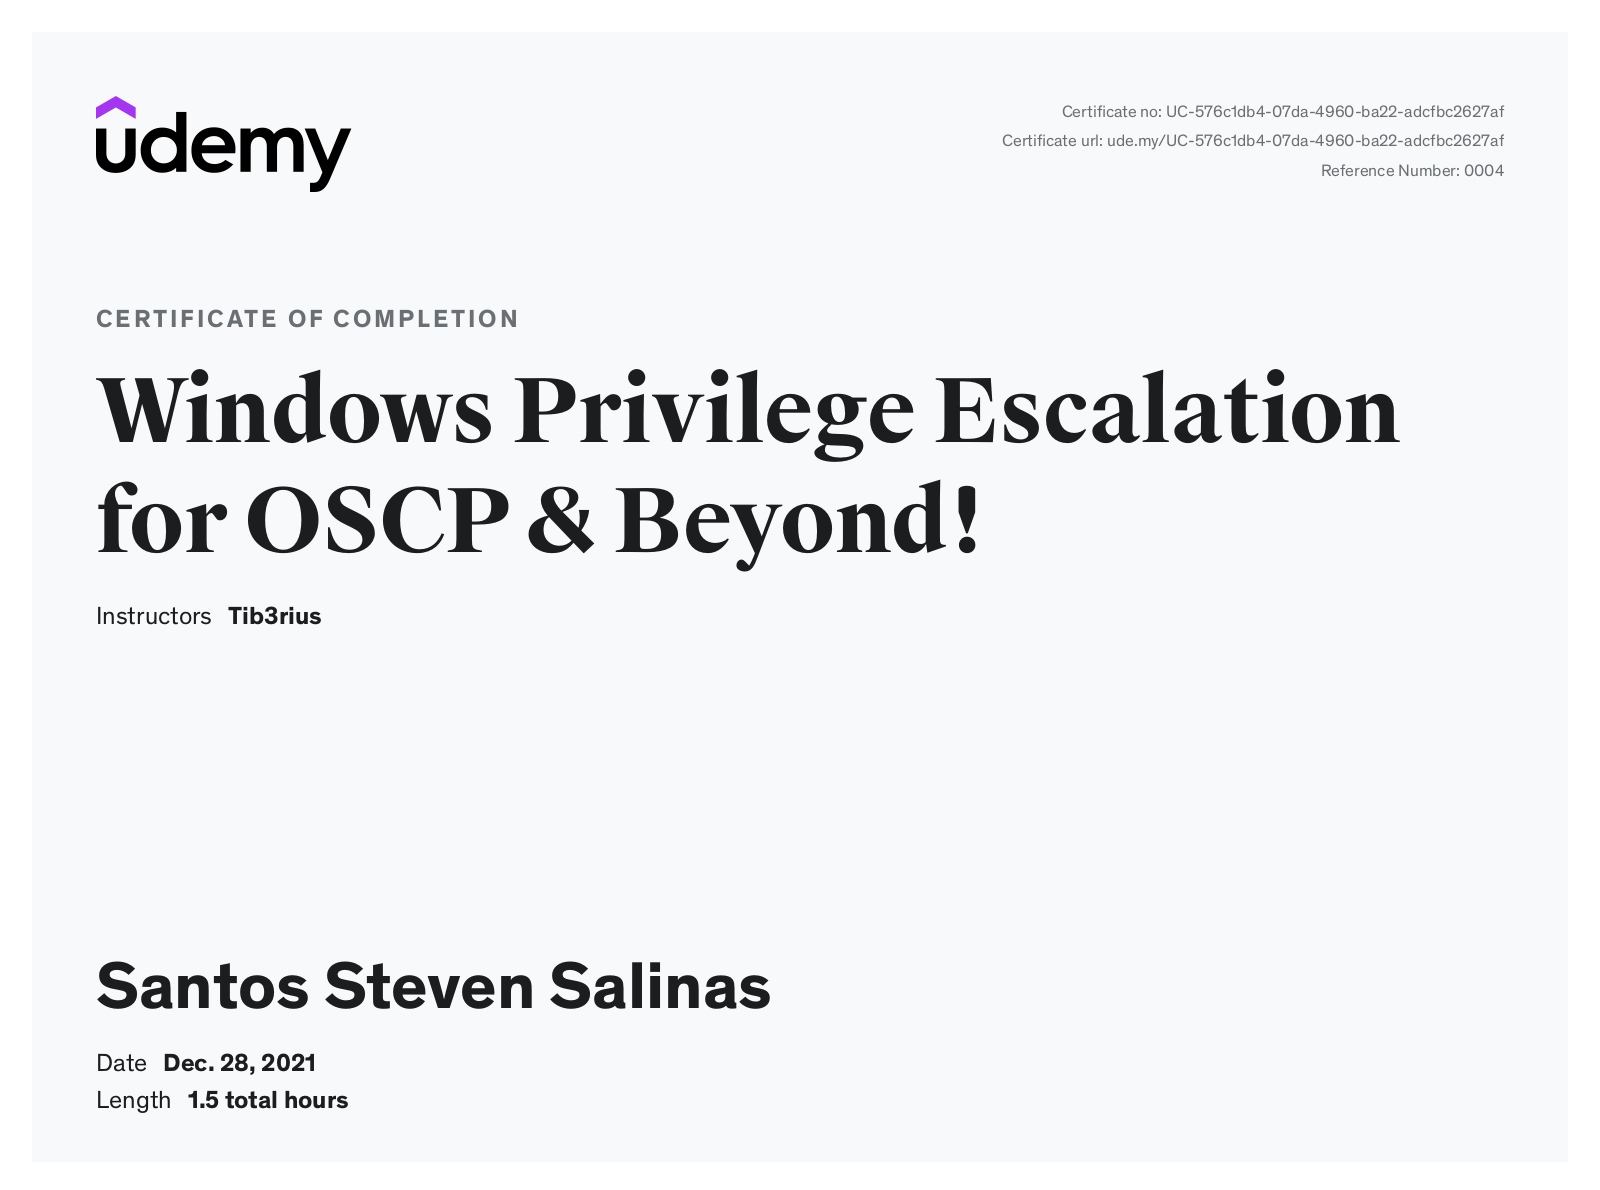 udemy
Certificate no: UC-576c1db4-07da-4960-ba22-adcfbc2627af
Certificate url: ude.my/UC-576c1db4-07da-4960-ba22-adcfbc2627af
Reference Number: 0004
CERTIFICATE OF COMPLETION
Windows Privilege Escalation
for OSCP & Beyond!
Instructors Tib3rius
Santos Steven Salinas
Date Dec. 28, 2021
Length 1.5 total hours